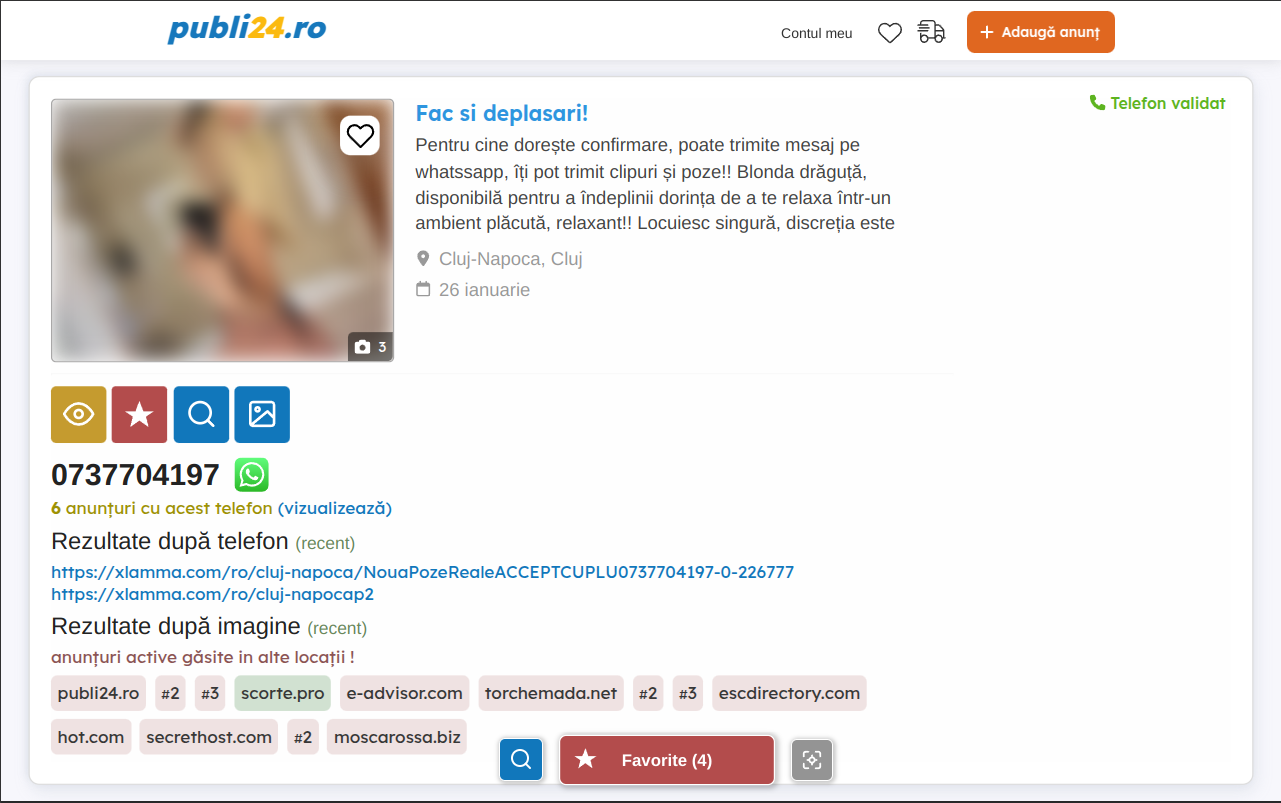 publi24.ro
Contul meu
+ Adaugă anunț
Fac si deplasari!
Telefon validat
Pentru cine dorește confirmare, poate trimite mesaj pe
whatssapp, îți pot trimit clipuri și poze!! Blonda drăguță,
disponibilă pentru a îndeplinii dorința de a te relaxa într-un
ambient plăcută, relaxant!! Locuiesc singură, discreția este
Cluj-Napoca, Cluj
26 ianuarie
3
0737704197
6 anunțuri cu acest telefon (vizualizează)
Rezultate după telefon (recent)
https://xlamma.com/ro/cluj-napoca/NouaPozeRealeACCEPTCUPLU0737704197-0-226777
https://xlamma.com/ro/cluj-napocap2
Rezultate după imagine (recent)
anunțuri active găsite in alte locații !
publi24.ro #2 #3 scorte.pro e-advisor.com torchemada.net #2 #3 escdirectory.com
hot.com secrethost.com #2 moscarossa.biz
Favorite (4)